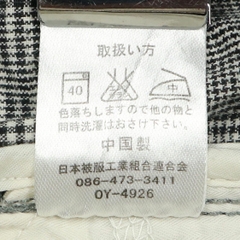 取扱い方
40 中
色落ちしますので他の物と
同時洗濯はおさけ下さい。
中国製
日本被服工業組合連合会
086-473-3411
OY-4926